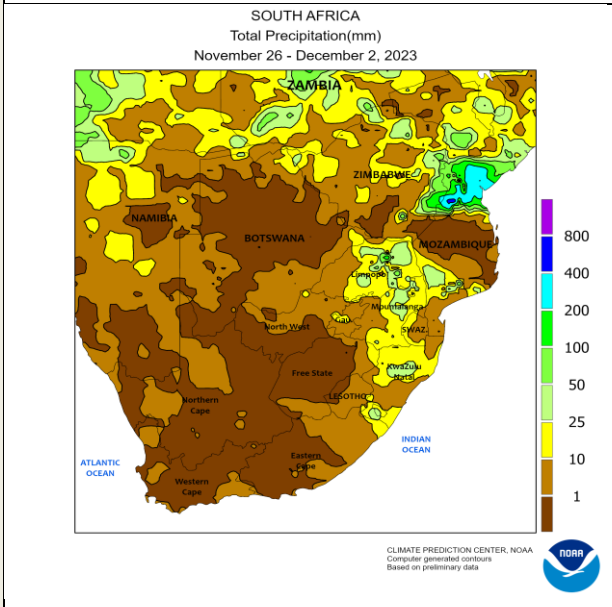 SOUTH AFRICA
Total Precipitation(mm)
November 26 - December 2, 2023
ZAMBIA
ZIMBABWE
NAMIBIA
BOTSWANA
MOZAMBIQUE
Limpopo
Mpumalanga
North West
Gau.
SWAZ.
Free State
KwaZulu
Natal
Northern
Cape
LESOTHO
INDIAN
OCEAN
ATLANTIC
OCEAN
Eastern
Cape
Western
Cape
800
400
200
100
50
25
10
1
CLIMATE PREDICTION CENTER, NOAA
Computer generated contours
Based on preliminary data
NOAA